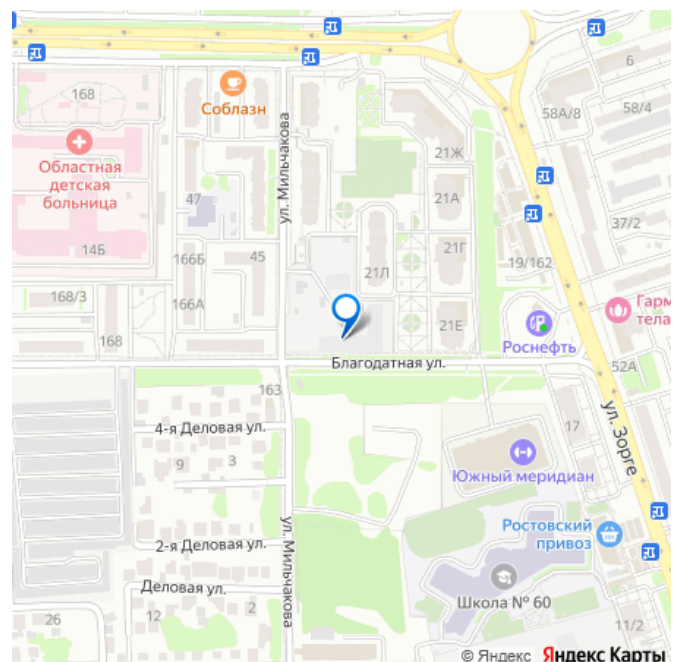 168
Соблазн
6
58А/8
58/4
Областная
детская
больница
47
ул. Мильчакова
21Ж
21А
37/2
14Б
166Б
45
21Л
21Г
19/162
168/3
166А
168
21Е
Роснефть
Гарм
тела
Благодатная ул.
52А
163
4-я Деловая ул.
9
3
17
ул. Зорге
Южный меридиан
2-я Деловая ул.
ул. Мильчакова
Ростовский
привоз
Деловая ул.
2
12
26
Школа № 60
11/2
© Яндекс Яндекс Карты